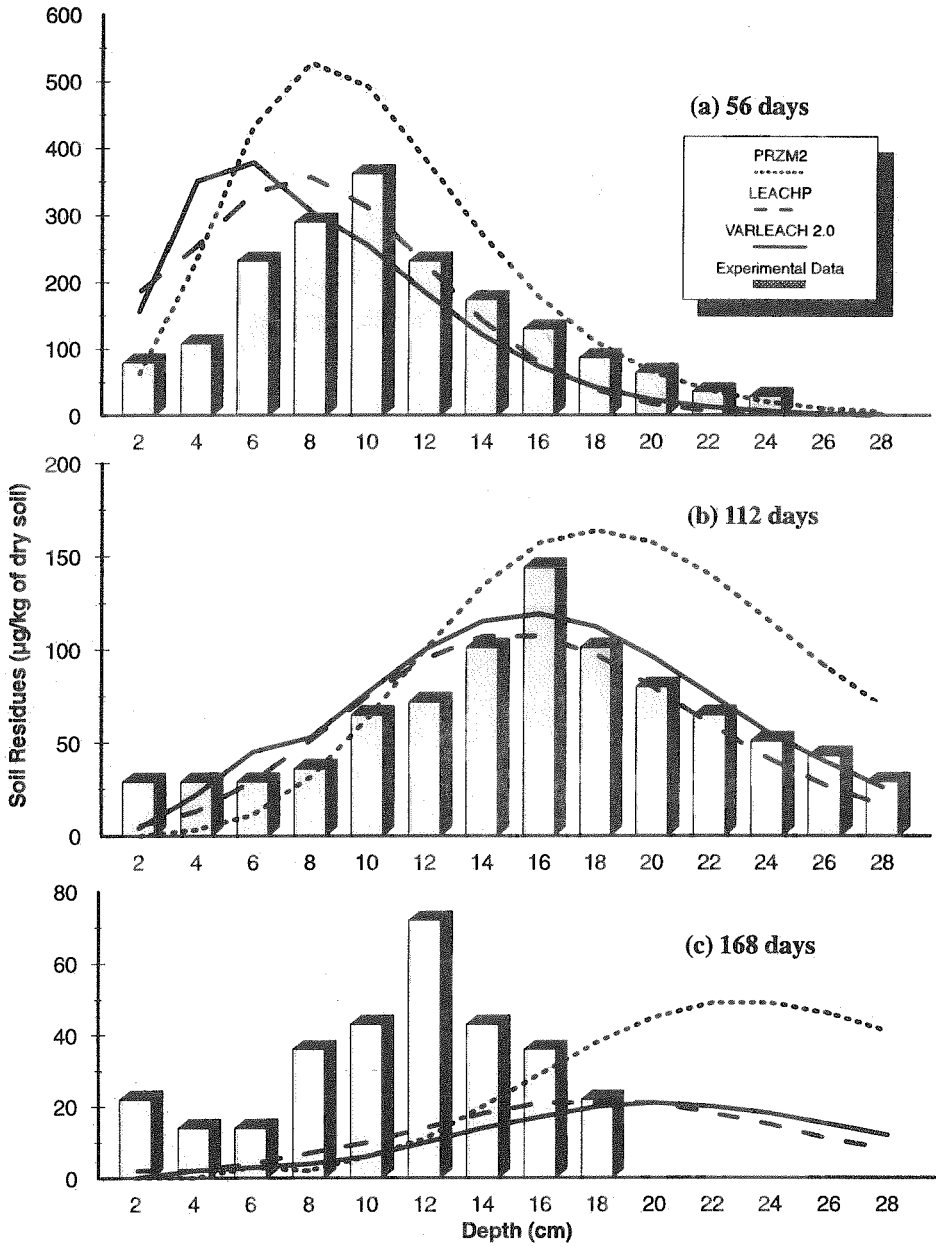 600
500
400
300
200
100
0
(a) 56 days
PRZM2
LEACHP
VARLEACH 2.0
Experimental Data
2 4 6 8 10 12 14 16 18 20 22 24 26 28
Soil Residues (µg/kg of dry soil)
200
150
100
50
0
(b) 112 days
2 4 6 8 10 12 14 16 18 20 22 24 26 28
80
60
40
20
0
(c) 168 days
2 4 6 8 10 12 14 16 18 20 22 24 26 28
Depth (cm)